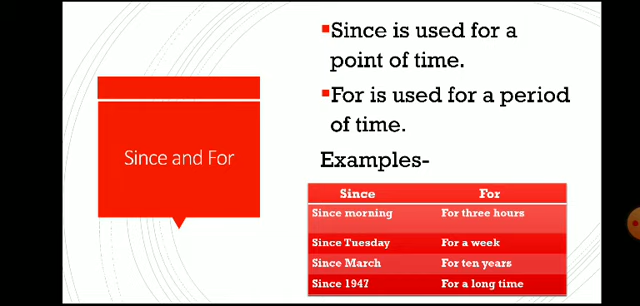 Since and For
▪Since is used for a
point of time.
▪For is used for a period
of time.
Examples-
Since For
Since morning For three hours
Since Tuesday For a week
Since March For ten years
Since 1947 For a long time